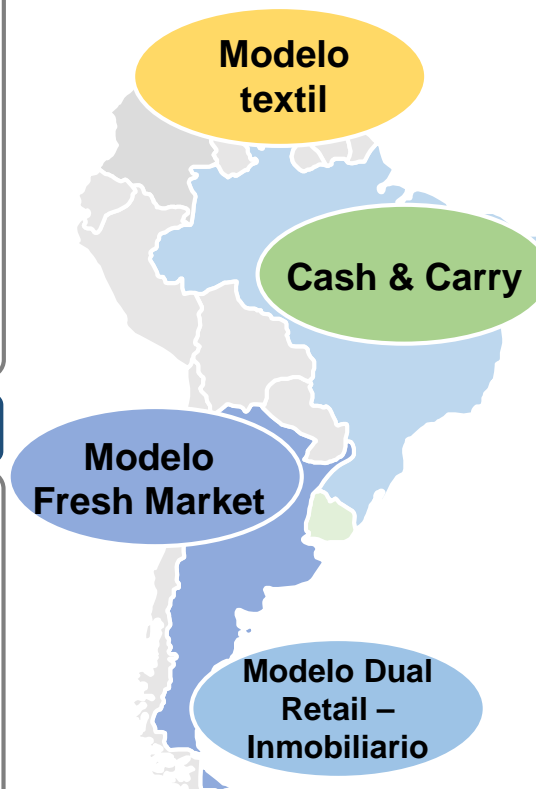 Modelo
textil
Cash & Carry
Modelo
Fresh Market
Modelo Dual
Retail –
Inmobiliario